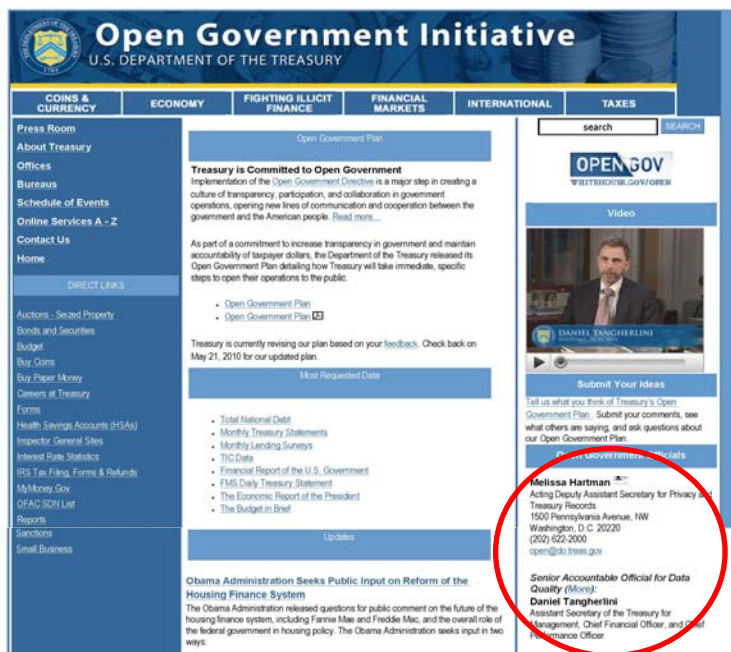 Open Government Initiative
U.S. DEPARTMENT OF THE TREASURY
COINS & CURRENCY
ECONOMY
FIGHTING ILLICIT FINANCE
FINANCIAL MARKETS
INTERNATIONAL
TAXES
Press Room
About Treasury
Offices
Bureaus
Schedule of Events
Online Services A - Z
Contact Us
Home
DIRECT LINKS
Auctions - Seized Property
Bonds and Securities
Budget
Buy Coins
Buy Paper Money
Careers at Treasury
Forms
Health Savings Accounts (HSAs)
Inspector General Sites
Interest Rate Statistics
IRS Tax Filing, Forms & Refunds
MyMoney.Gov
OFAC SDN List
Reports
Sanctions
Small Business
Open Government Plan
Treasury is Committed to Open Government
Implementation of the Open Government Directive is a major step in creating a
culture of transparency, participation, and collaboration in government
operations, opening new lines of communication and cooperation between the
government and the American people. Read more...
As part of a commitment to increase transparency in government and maintain
accountability of taxpayer dollars, the Department of the Treasury released its
Open Government Plan detailing how Treasury will take immediate, specific
steps to open their operations to the public.
Open Government Plan
Open Government Plan
Treasury is currently revising our plan based on your feedback. Check back on
May 21, 2010 for our updated plan.
Most Requested Data
Total National Debt
Monthly Treasury Statements
Monthly Lending Surveys
TIC Data
Financial Report of the U.S. Government
FMS Daily Treasury Statement
The Economic Report of the President
The Budget in Brief
Updates
Obama Administration Seeks Public Input on Reform of the
Housing Finance System
The Obama Administration released questions for public comment on the future of the
housing finance system, including Fannie Mae and Freddie Mac, and the overall role of
the federal government in housing policy. The Obama Administration seeks input in two
ways:
search
SEARCH
OPEN GOV
WHITEHOUSE.GOV/OPEN
Video
DANIEL TANGHERLINI
Submit Your Ideas
Tell us what you think of Treasury's Open
Government Plan. Submit your comments, see
what others are saying, and ask questions about
our Open Government Plan.
Open Government Officials
Melissa Hartman
Acting Deputy Assistant Secretary for Privacy and
Treasury Records
1500 Pennsylvania Avenue, NW
Washington, D.C. 20220
(202) 622-2000
open@do.treas.gov
Senior Accountable Official for Data
Quality (More):
Daniel Tangherlini
Assistant Secretary of the Treasury for
Management, Chief Financial Officer, and Chief
Performance Officer